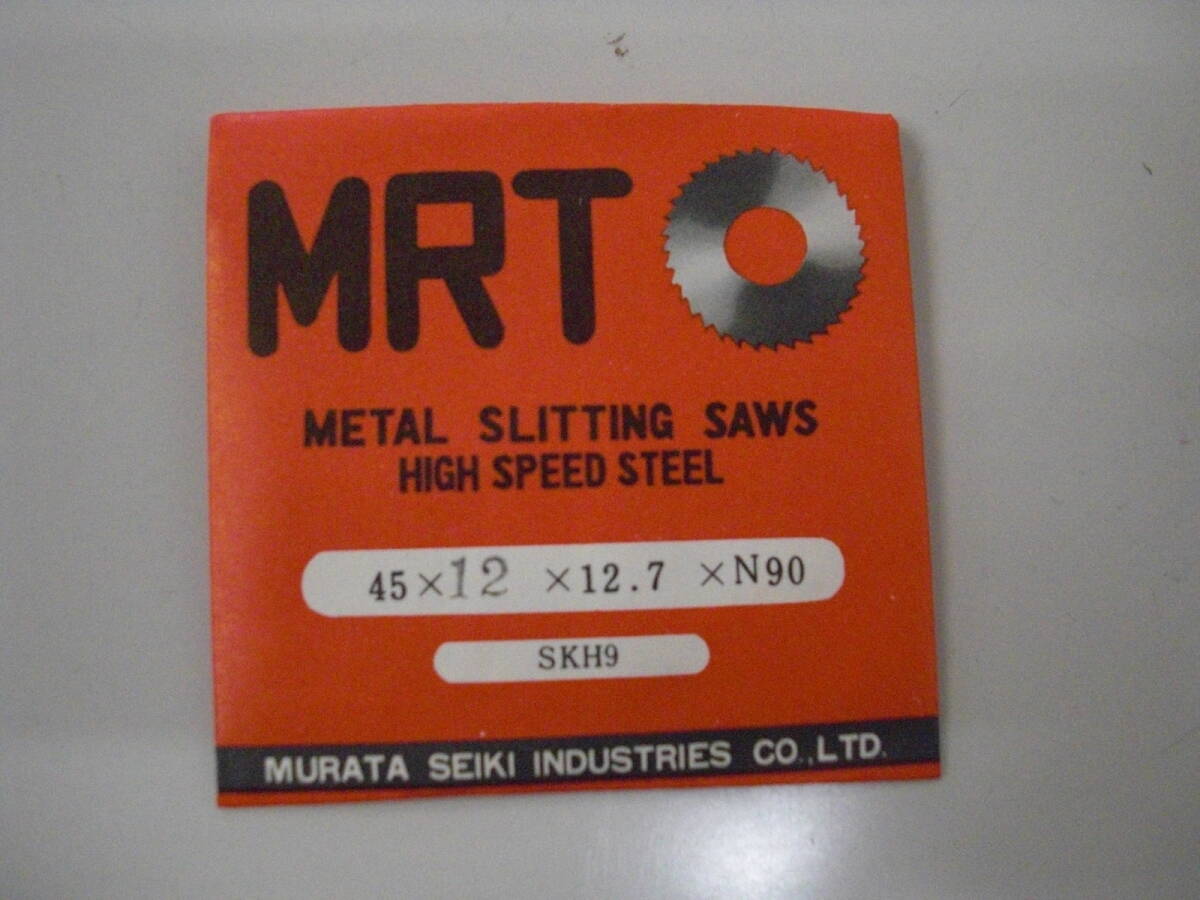 MRT
METAL SLITTING SAWS
HIGH SPEED STEEL
45×12 ×12.7 ×N90
SKH9
MURATA SEIKI INDUSTRIES CO.,LTD.